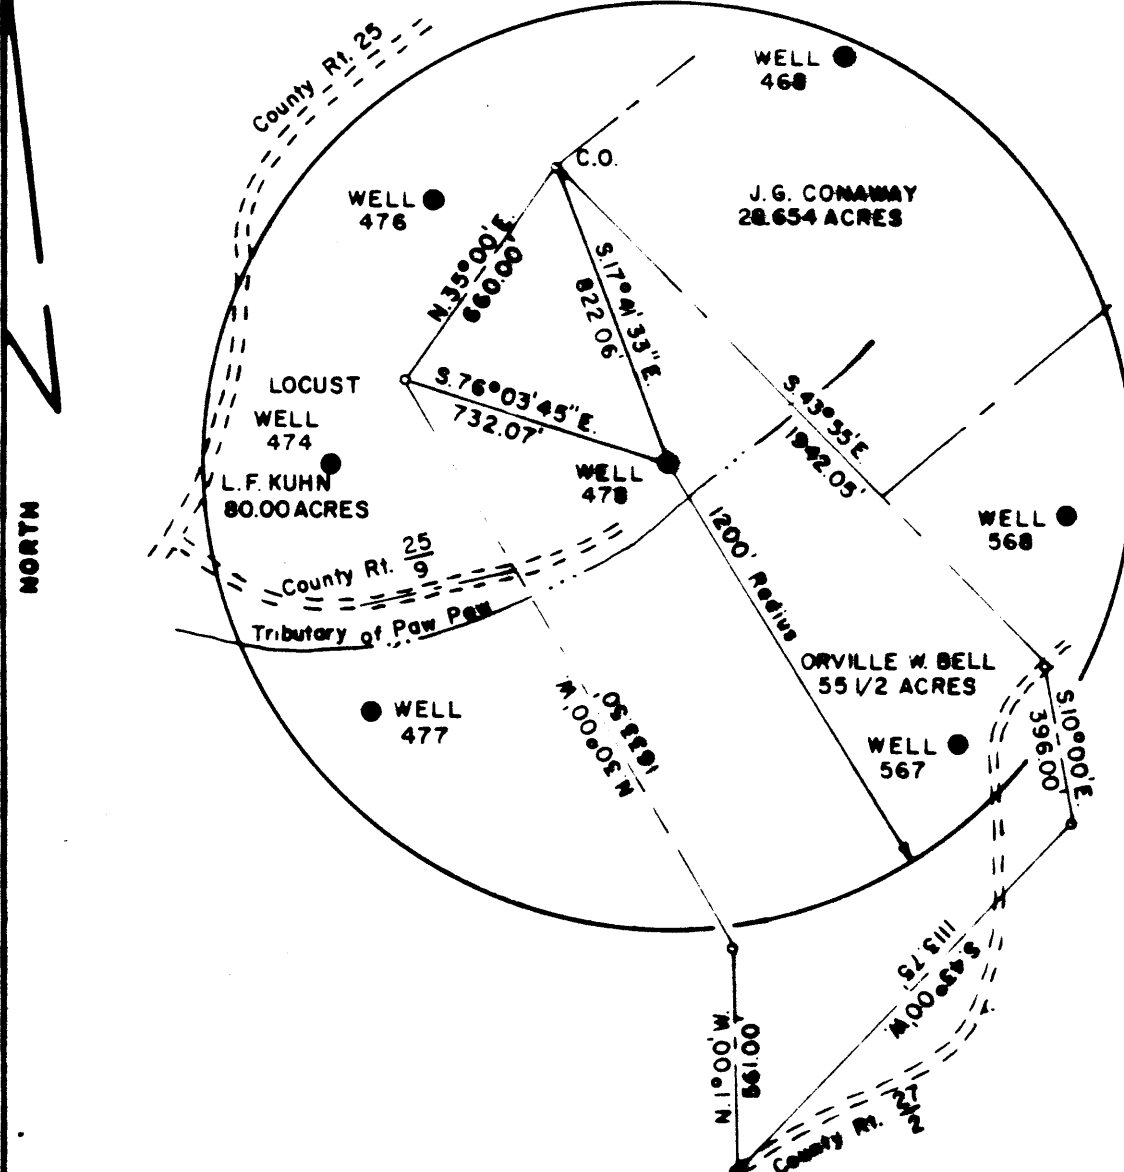 County Rt. 25
WELL
468
C.O.
J. G. CONAWAY
28.654 ACRES
WELL
476
N.35°00'E.
660.00'
S.17°41'33"E.
822.06'
LOCUST
S.76°03'45"E.
732.07'
WELL
474
L.F. KUHN
80.00 ACRES
WELL
478
S.43°55'E.
1942.05'
NORTH
WELL
568
1200' Radius
County Rt. 25
9
Tributary of Paw Paw
ORVILLE W. BELL
55 1/2 ACRES
WELL
477
N 30°00' W
1633.50'
WELL
567
S.10°00'E.
396.00'
S.43°00'W.
1113.75'
N.1°00'W.
561.00
County Rt. 27
2